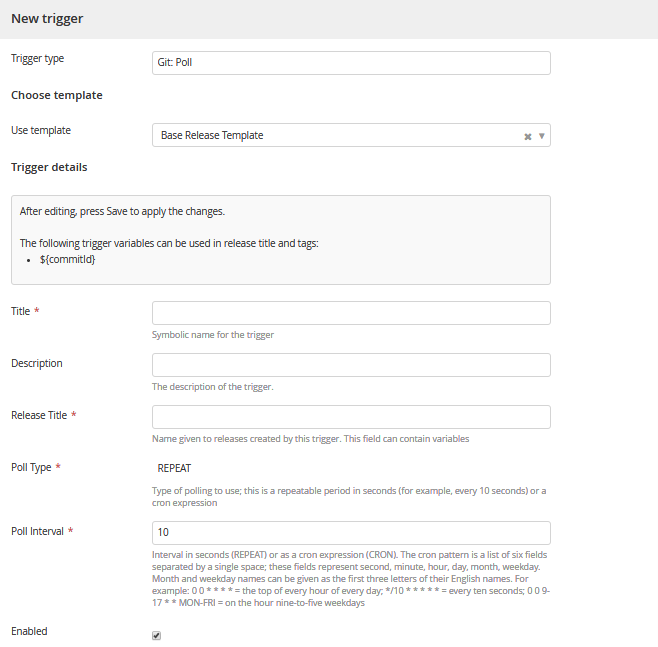 New trigger
Trigger type
Git: Poll
Choose template
Use template
Base Release Template
Trigger details
After editing, press Save to apply the changes.
The following trigger variables can be used in release title and tags:
• ${commitId}
Title *
Symbolic name for the trigger
Description
The description of the trigger.
Release Title *
Name given to releases created by this trigger. This field can contain variables
Poll Type *
REPEAT
Type of polling to use; this is a repeatable period in seconds (for example, every 10 seconds) or a
cron expression
Poll Interval *
10
Interval in seconds (REPEAT) or as a cron expression (CRON). The cron pattern is a list of six fields
separated by a single space; these fields represent second, minute, hour, day, month, weekday.
Month and weekday names can be given as the first three letters of their English names. For
example: 0 0 * * * * = the top of every hour of every day; */10 * * * * * = every ten seconds; 0 0 9-
17 * * MON-FRI = on the hour nine-to-five weekdays
Enabled